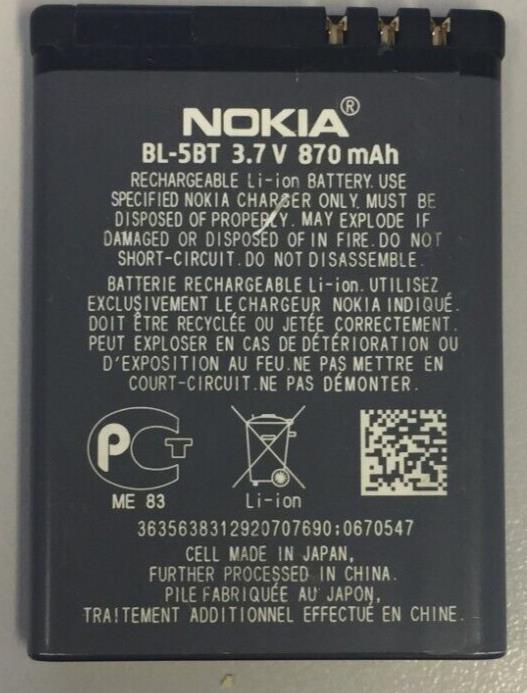 NOKIA®
BL-5BT 3.7 V 870 mAh
RECHARGEABLE Li-ion BATTERY. USE
SPECIFIED NOKIA CHARGER ONLY. MUST BE
DISPOSED OF PROPERLY. MAY EXPLODE IF
DAMAGED OR DISPOSED OF IN FIRE. DO NOT
SHORT-CIRCUIT. DO NOT DISASSEMBLE.
BATTERIE RECHARGEABLE Li-ion. UTILISEZ
EXCLUSIVEMENT LE CHARGEUR NOKIA INDIQUÉ.
DOIT ÊTRE RECYCLÉE OU JETÉE CORRECTEMENT.
PEUT EXPLOSER EN CAS DE DÉTÉRIORATION OU
D'EXPOSITION AU FEU. NE PAS METTRE EN
COURT-CIRCUIT. NE PAS DÉMONTER.
PCT
ME 83
Li-ion
3635638312920707690;0670547
CELL MADE IN JAPAN,
FURTHER PROCESSED IN CHINA.
PILE FABRIQUÉE AU JAPON,
TRAITEMENT ADDITIONNEL EFFECTUÉ EN CHINE.